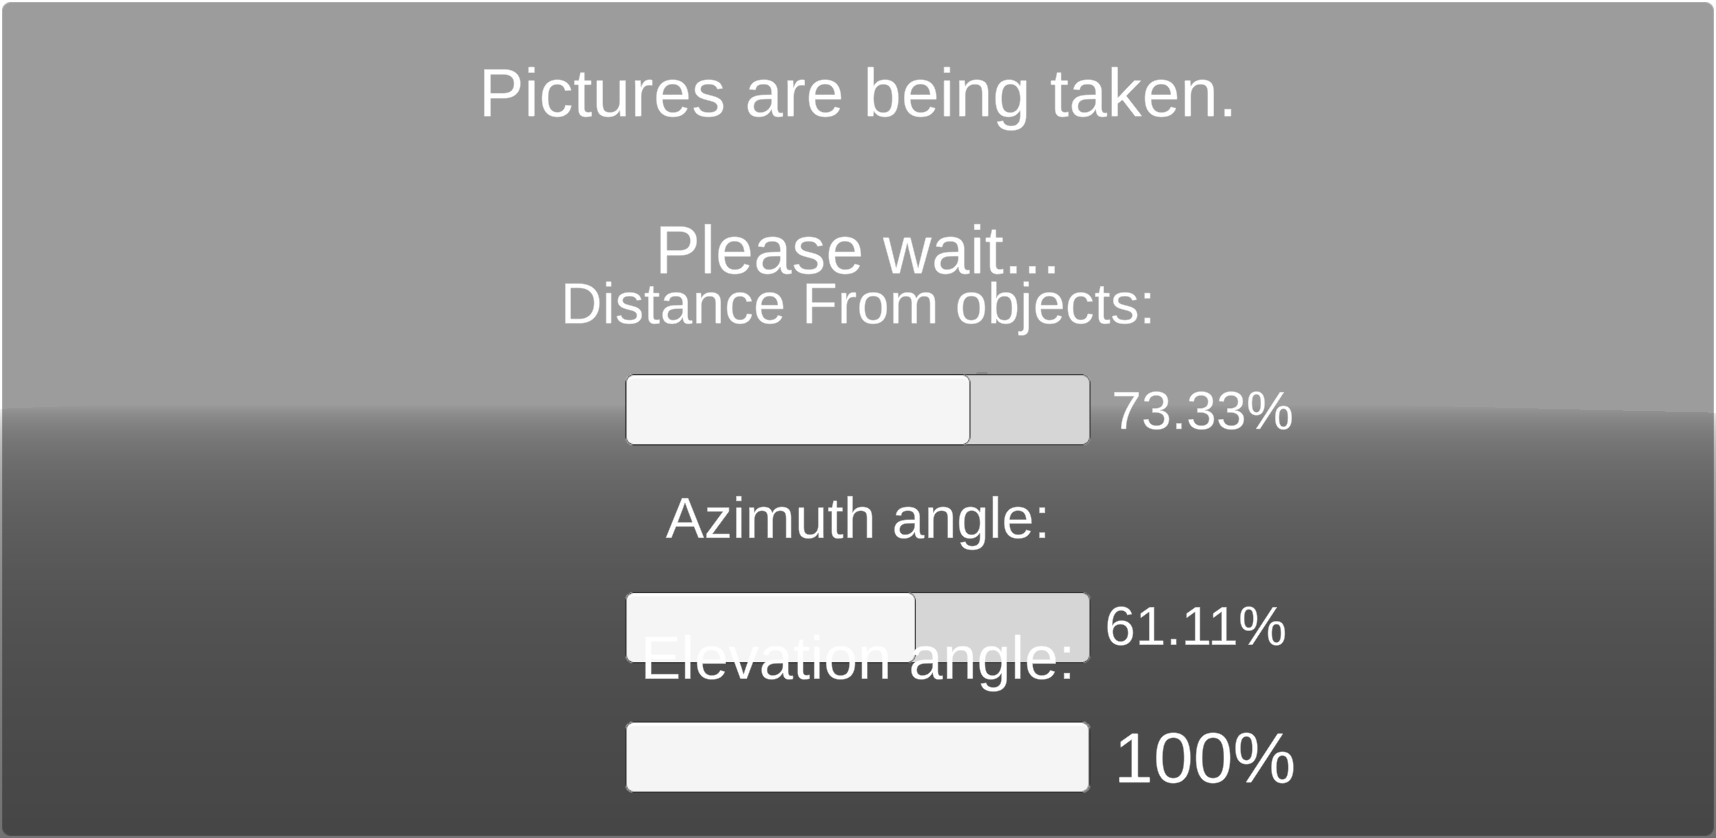 Pictures are being taken.
Please wait...
Distance From objects:
73.33%
Azimuth angle:
61.11%
Elevation angle:
100%